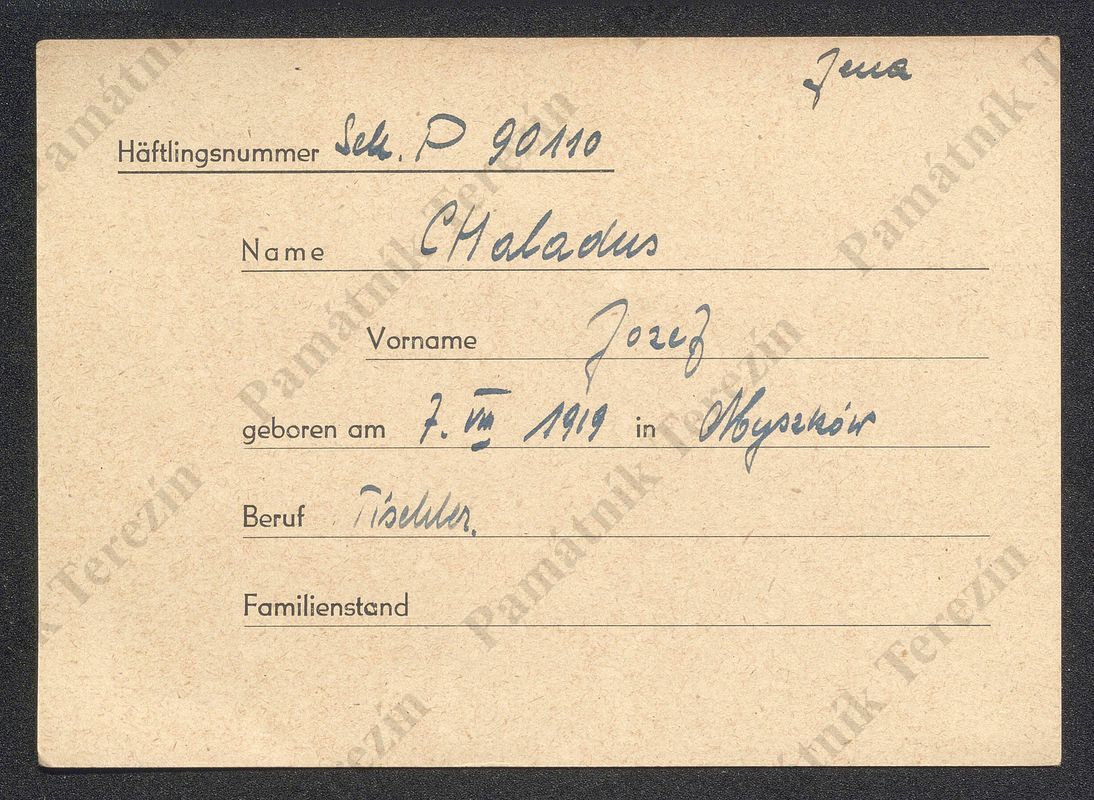 Jena
Häftlingsnummer Sch. P 90110
Name CHaladus
Vorname Jozef
geboren am 7. VIII 1919 in Myszków
Beruf Tischler.
Familienstand
Památník Terezín